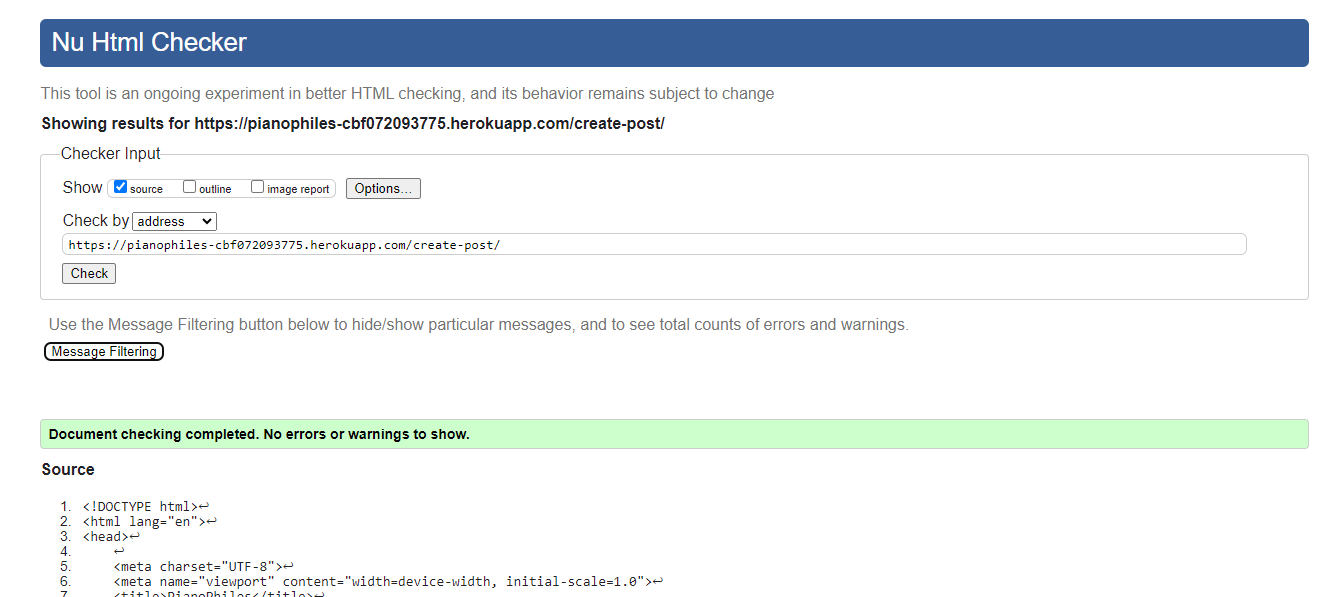 Nu Html Checker
This tool is an ongoing experiment in better HTML checking, and its behavior remains subject to change
Showing results for https://pianophiles-cbf072093775.herokuapp.com/create-post/
Checker Input
Show source outline image report Options...
Check by address
https://pianophiles-cbf072093775.herokuapp.com/create-post/
Check
Use the Message Filtering button below to hide/show particular messages, and to see total counts of errors and warnings.
Message Filtering
Document checking completed. No errors or warnings to show.
Source
1. <!DOCTYPE html>↩
2. <html lang="en">↩
3. <head>↩
4. ↩
5. <meta charset="UTF-8">↩
6. <meta name="viewport" content="width=device-width, initial-scale=1.0">↩
7. <title>PianoPhiles</title>↩